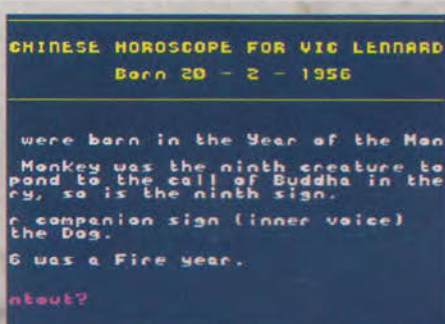 CHINESE HOROSCOPE FOR VIC LENNARD
Born 20 - 2 - 1956
were born in the Year of the Mon
Monkey was the ninth creature to
pond to the call of Buddha in the
ry, so is the ninth sign.
r companion sign (inner voice)
the Dog.
6 was a Fire year.
ntout?